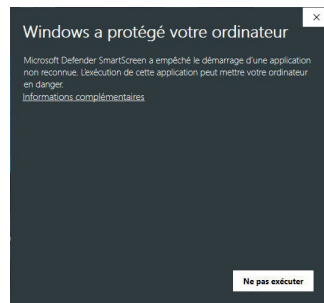 Windows a protégé votre ordinateur
Microsoft Defender SmartScreen a empêché le démarrage d'une application
non reconnue. L'exécution de cette application peut mettre votre ordinateur
en danger.
Informations complémentaires
Ne pas exécuter